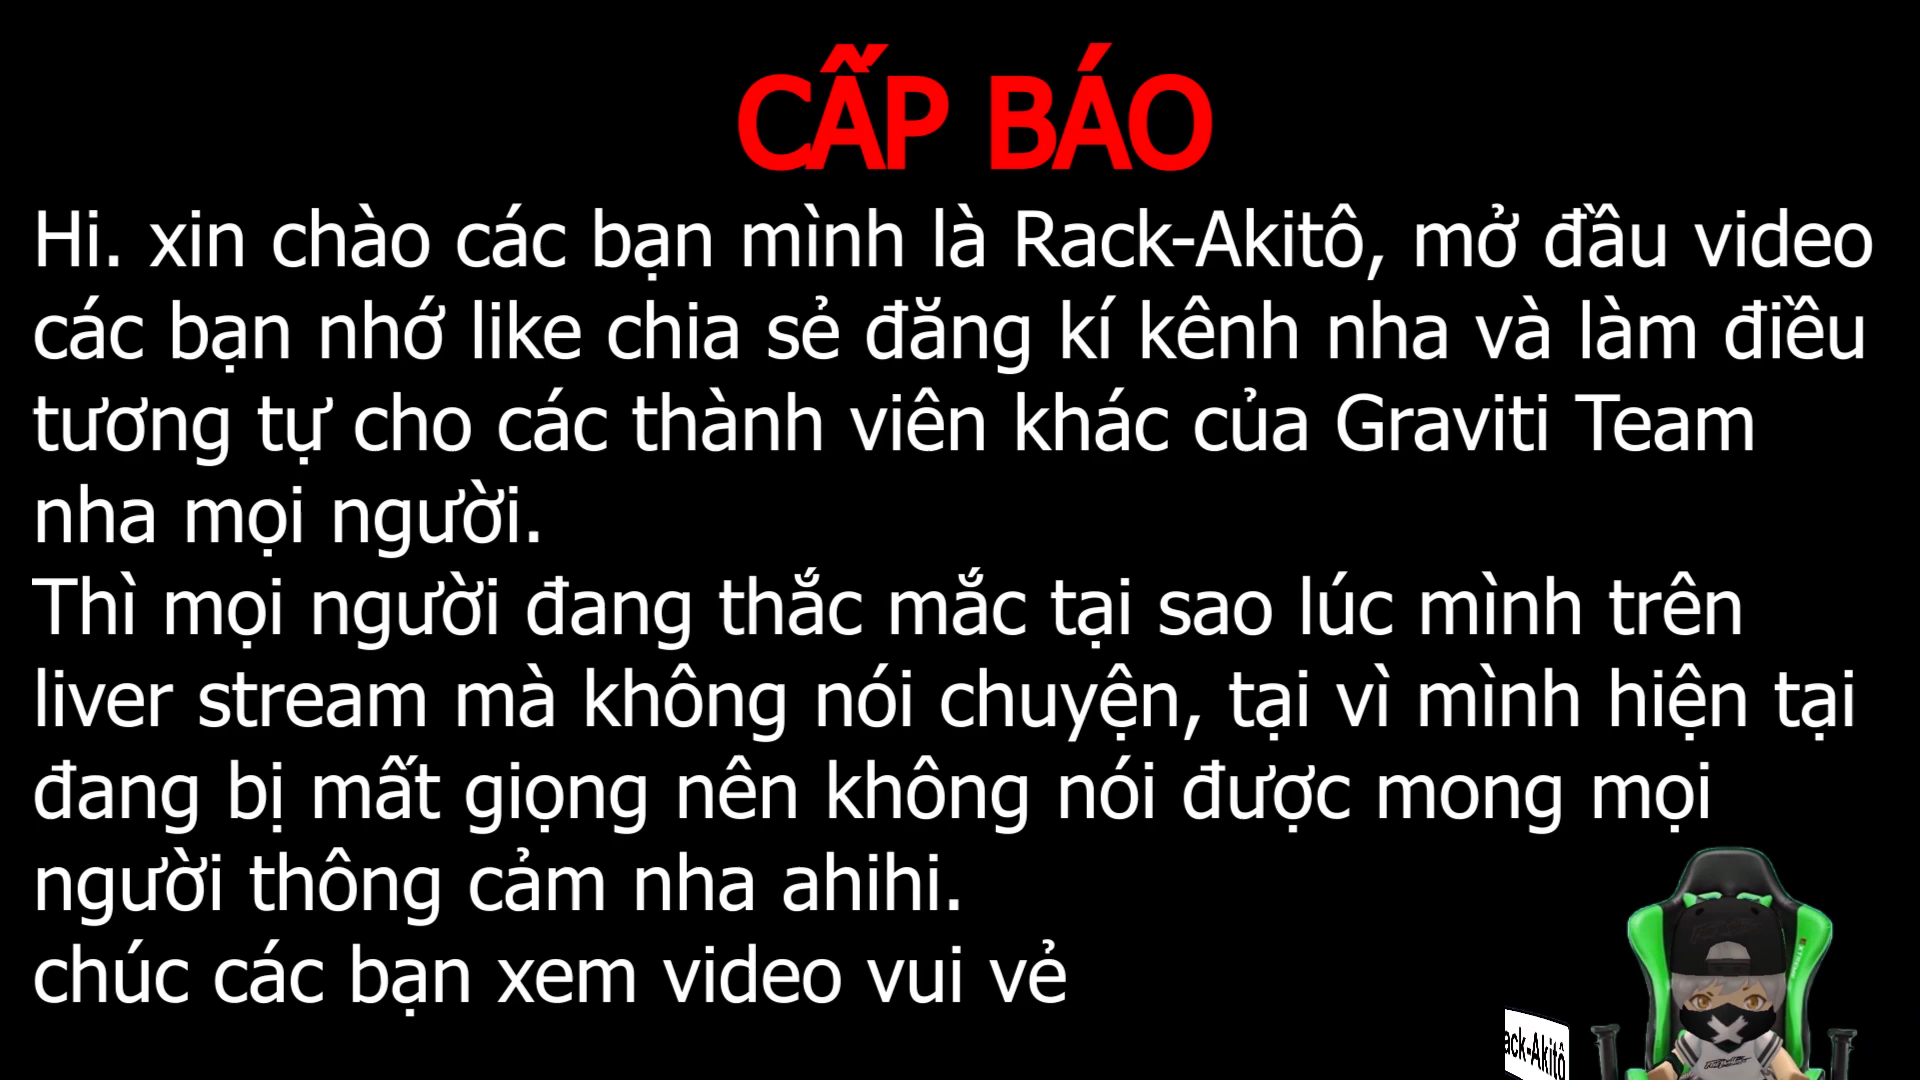 CẤP BÁO
Hi. xin chào các bạn mình là Rack-Akitô, mở đầu video
các bạn nhớ like chia sẻ đăng kí kênh nha và làm điều
tương tự cho các thành viên khác của Graviti Team
nha mọi người.
Thì mọi người đang thắc mắc tại sao lúc mình trên
liver stream mà không nói chuyện, tại vì mình hiện tại
đang bị mất giọng nên không nói được mong mọi
người thông cảm nha ahihi.
chúc các bạn xem video vui vẻ
ack-Akitô